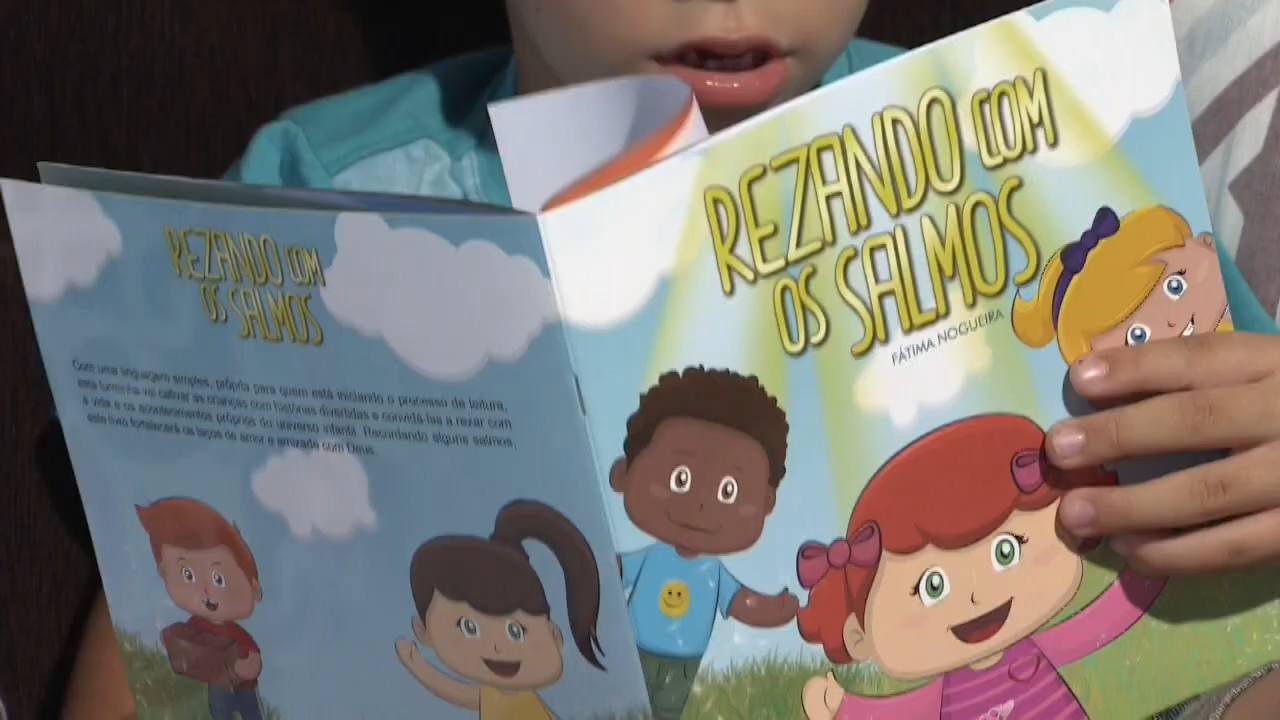 REZANDO COM
OS SALMOS
Com uma linguagem simples, própria para quem está iniciando o processo de leitura,
esta turminha vai cativar as crianças com histórias divertidas e convidá-las a rezar com
a vida e os acontecimentos próprios do universo infantil. Recordando alguns salmos,
este livro fortalecerá os laços de amor e amizade com Deus.
REZANDO COM
OS SALMOS
FÁTIMA NOGUEIRA